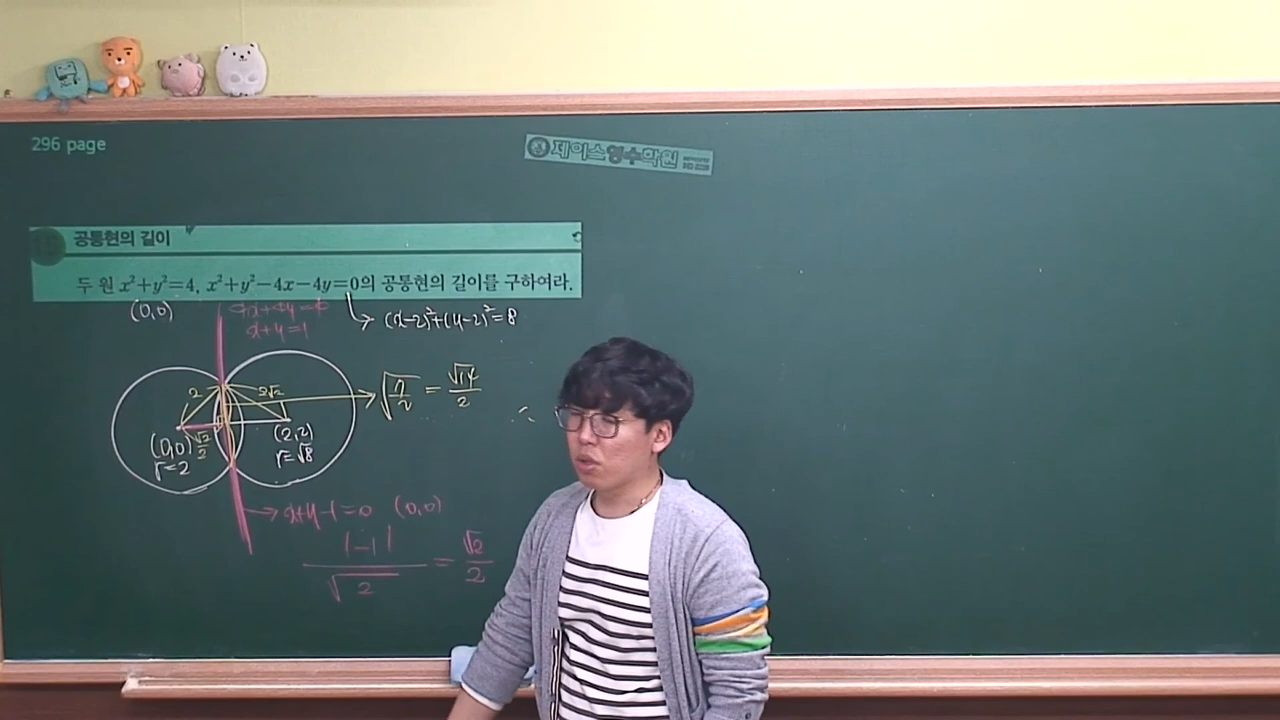 296 page
제이스영수학원
공통현의 길이
두 원 x²+y²=4, x²+y²−4x−4y=0의 공통현의 길이를 구하여라.
(0,0)
x+y=1
(x-2)²+(y-2)²=8
2
2√2
√(7/2) = √14/2
∴
(0,0)
√2/2
(2,2)
r=2
r=√8
x+y-1=0 (0,0)
|-1|/√2 = √2/2